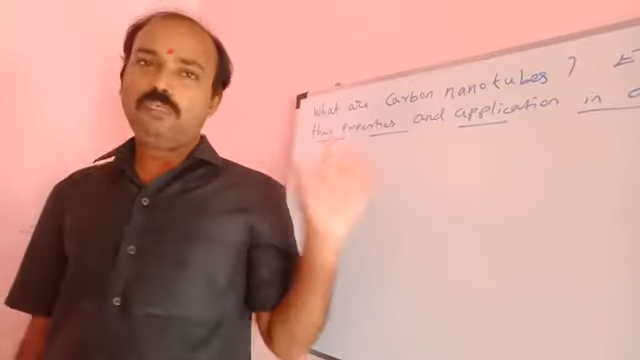 What are Carbon nanotubes?
their properties and application in